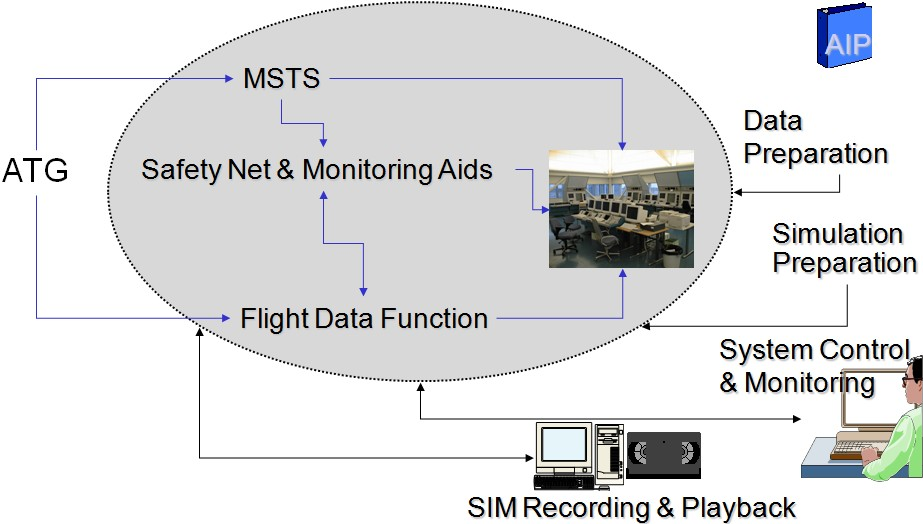 AIP
MSTS
Data
Preparation
ATG
Safety Net & Monitoring Aids
Simulation
Preparation
Flight Data Function
System Control
& Monitoring
SIM Recording & Playback